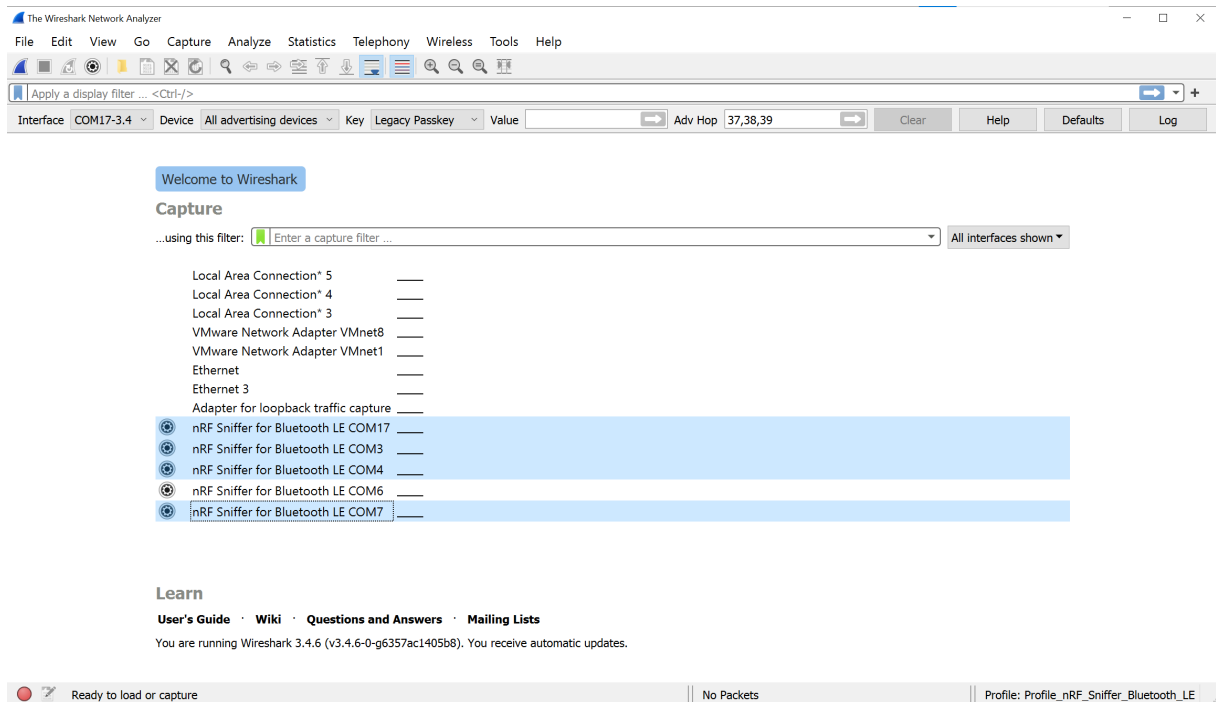 The Wireshark Network Analyzer
File Edit View Go Capture Analyze Statistics Telephony Wireless Tools Help
Apply a display filter ... <Ctrl-/>
Interface COM17-3.4 Device All advertising devices Key Legacy Passkey Value Adv Hop 37,38,39 Clear Help Defaults Log
Welcome to Wireshark
Capture
...using this filter: Enter a capture filter ... All interfaces shown
Local Area Connection* 5
Local Area Connection* 4
Local Area Connection* 3
VMware Network Adapter VMnet8
VMware Network Adapter VMnet1
Ethernet
Ethernet 3
Adapter for loopback traffic capture
nRF Sniffer for Bluetooth LE COM17
nRF Sniffer for Bluetooth LE COM3
nRF Sniffer for Bluetooth LE COM4
nRF Sniffer for Bluetooth LE COM6
nRF Sniffer for Bluetooth LE COM7
Learn
User's Guide · Wiki · Questions and Answers · Mailing Lists
You are running Wireshark 3.4.6 (v3.4.6-0-g6357ac1405b8). You receive automatic updates.
Ready to load or capture No Packets Profile: Profile_nRF_Sniffer_Bluetooth_LE